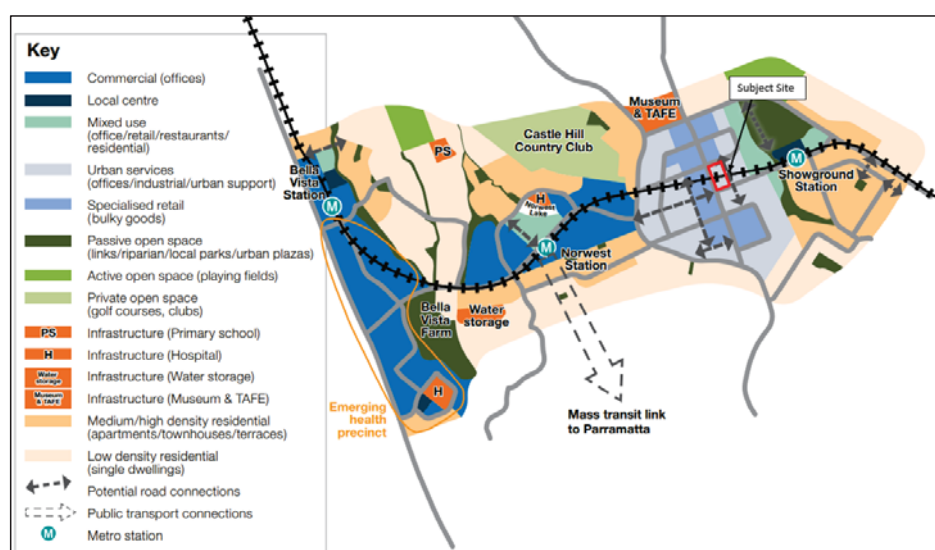 Key
Commercial (offices)
Local centre
Mixed use
(office/retail/restaurants/
residential)
Urban services
(offices/industrial/urban support)
Specialised retail
(bulky goods)
Passive open space
(links/riparian/local parks/urban plazas)
Active open space (playing fields)
Private open space
(golf courses, clubs)
PS
Infrastructure (Primary school)
H
Infrastructure (Hospital)
Water
storage
Infrastructure (Water storage)
Museum
& TAFE
Infrastructure (Museum & TAFE)
Medium/high density residential
(apartments/townhouses/terraces)
Low density residential
(single dwellings)
Potential road connections
Public transport connections
M
Metro station
Bella
Vista
Station
M
PS
Castle Hill
Country Club
Museum
& TAFE
Subject Site
M
Showground
Station
H
Norwest
Lake
M
Norwest
Station
Bella
Vista
Farm
Water
storage
H
Emerging
health
precinct
Mass transit link
to Parramatta